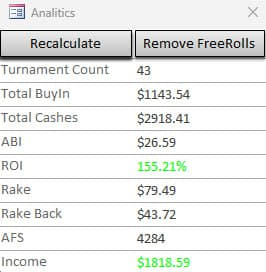 Analitics
Recalculate Remove FreeRolls
Turnament Count 43
Total BuyIn $1143.54
Total Cashes $2918.41
ABI $26.59
ROI 155.21%
Rake $79.49
Rake Back $43.72
AFS 4284
Income $1818.59